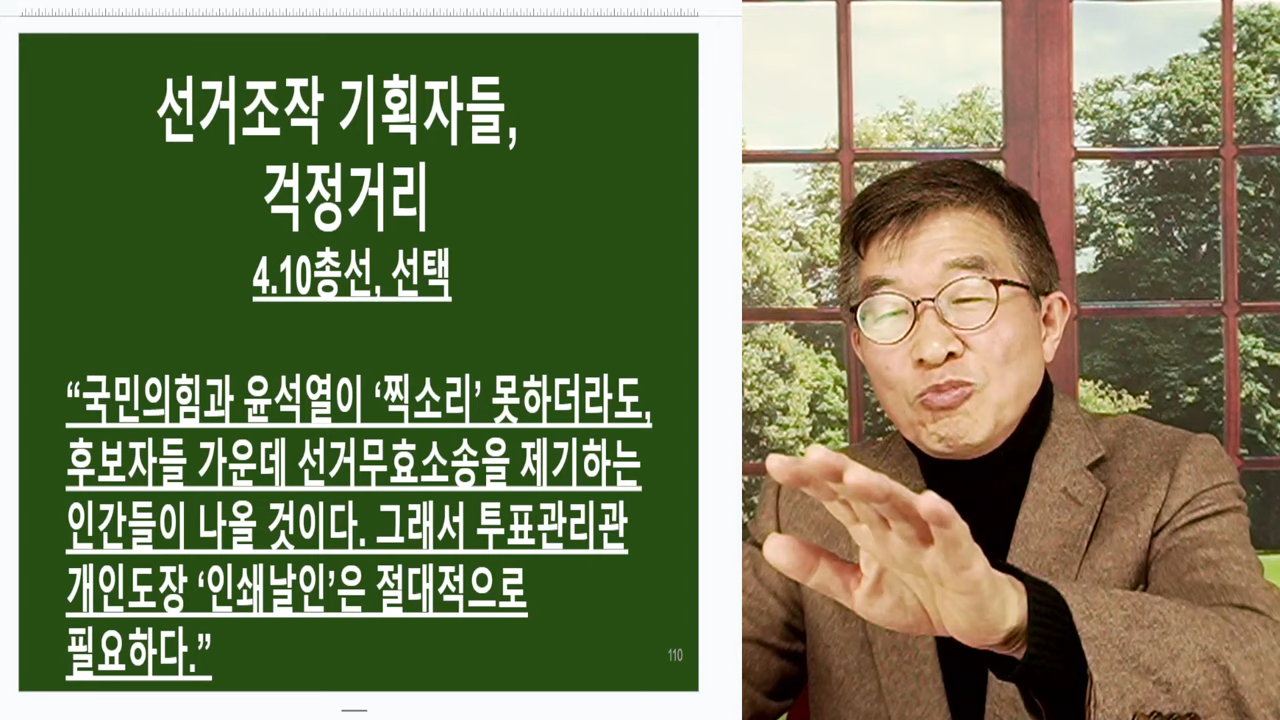 선거조작 기획자들,
걱정거리
4.10총선, 선택
“국민의힘과 윤석열이 ‘찍소리’ 못하더라도,
후보자들 가운데 선거무효소송을 제기하는
인간들이 나올 것이다. 그래서 투표관리관
개인도장 ‘인쇄날인’은 절대적으로
필요하다.”
110